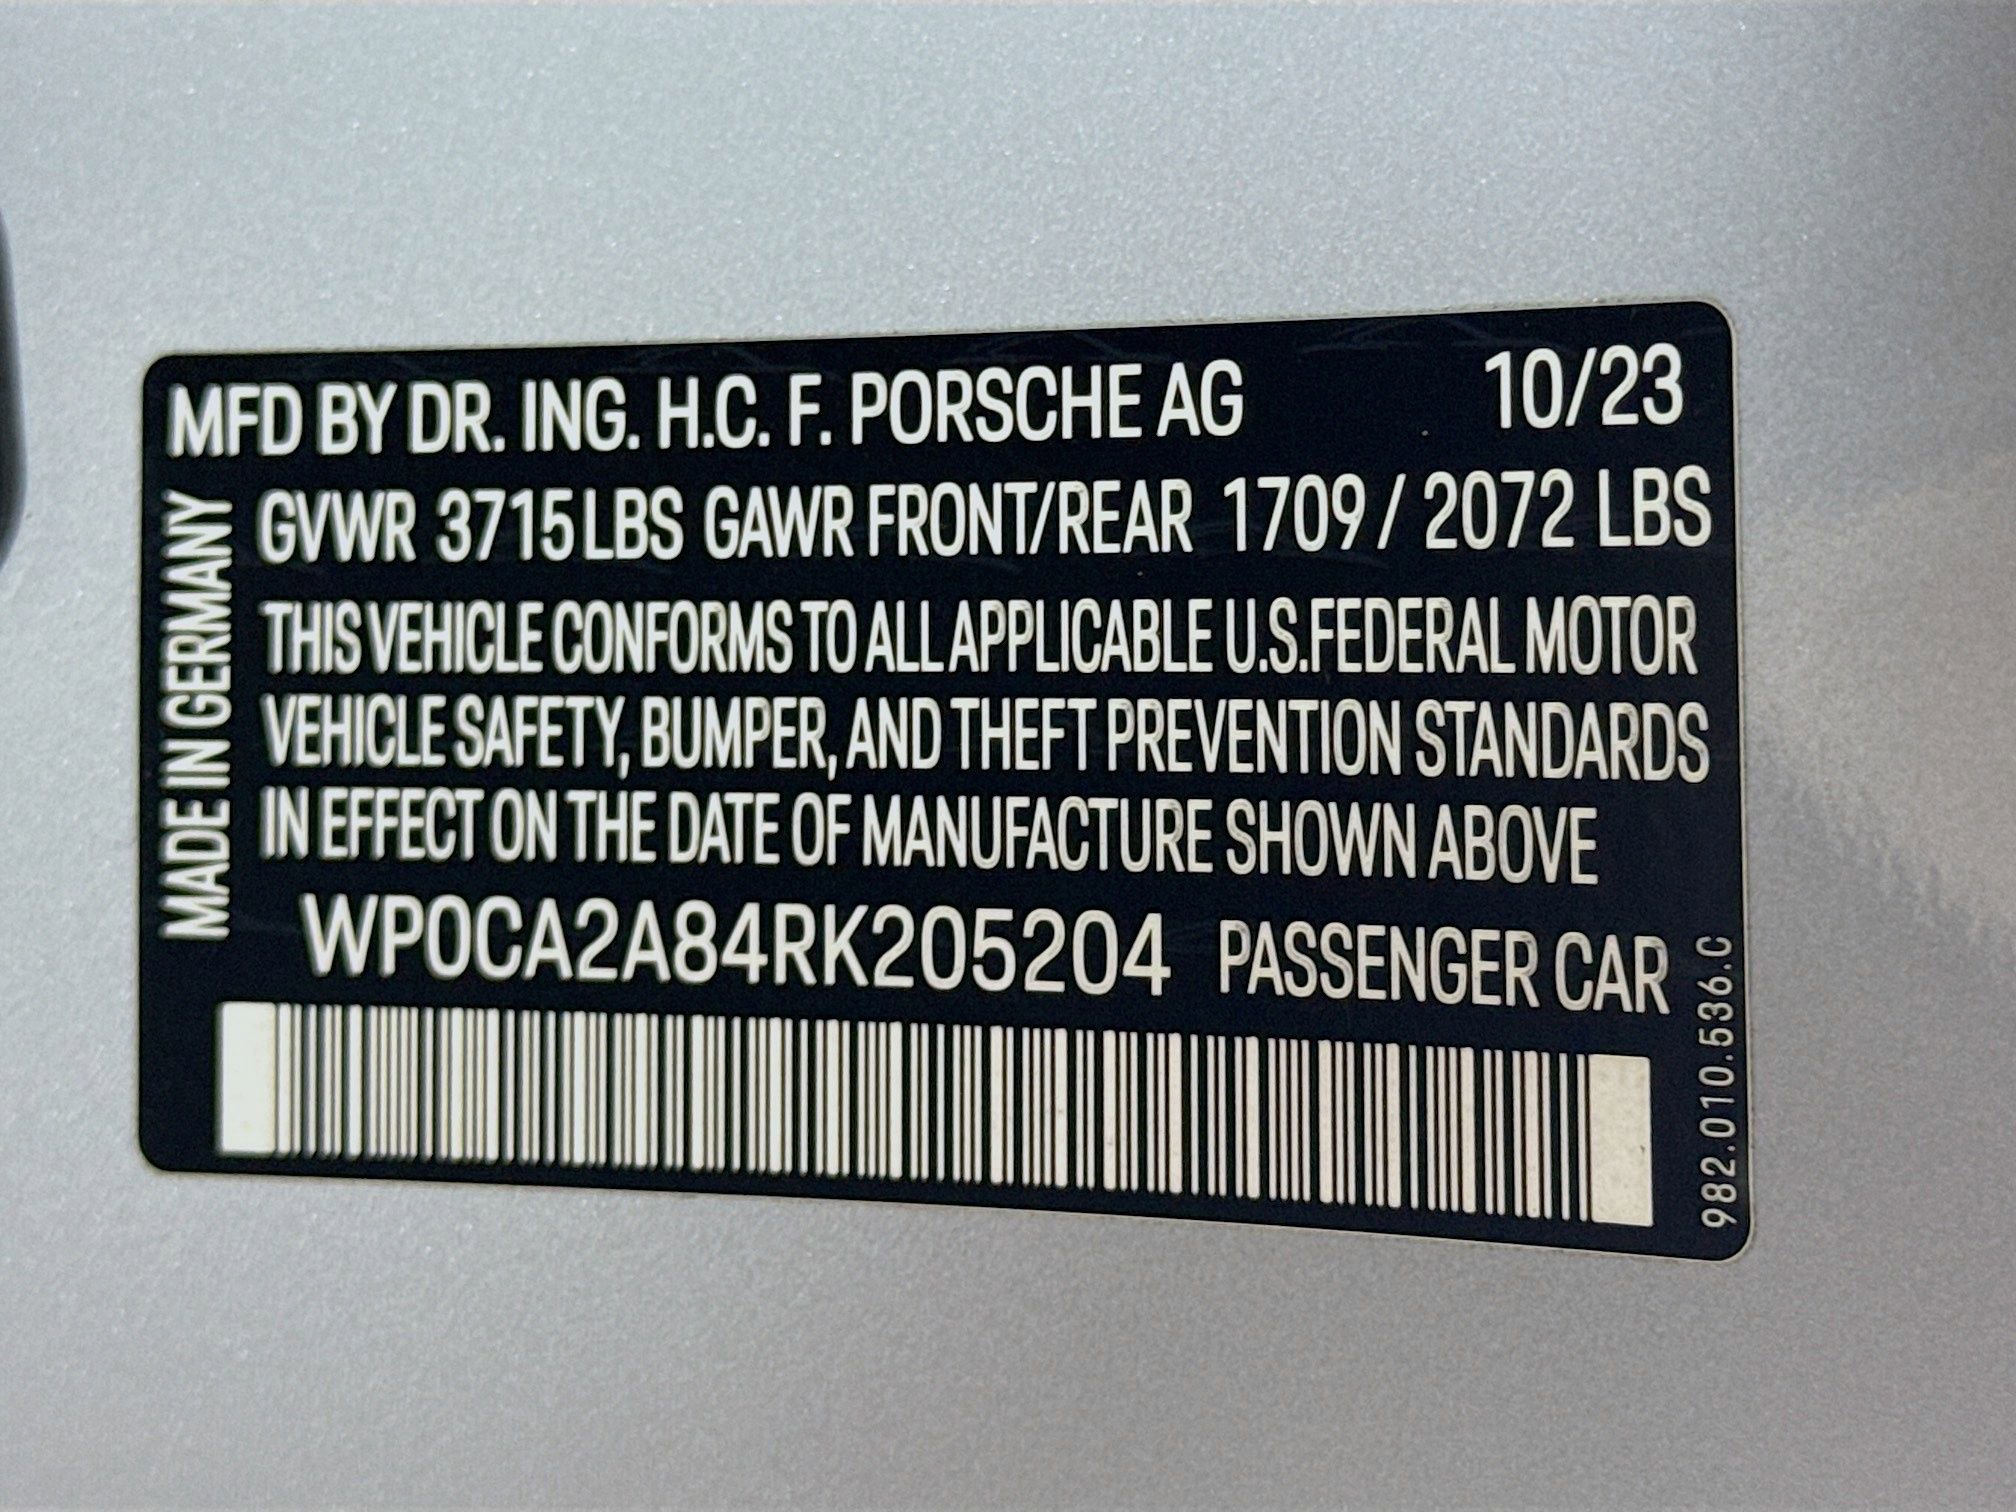 MFD BY DR. ING. H.C. F. PORSCHE AG 10/23
GVWR 3715 LBS GAWR FRONT/REAR 1709 / 2072 LBS
THIS VEHICLE CONFORMS TO ALL APPLICABLE U.S.FEDERAL MOTOR
VEHICLE SAFETY, BUMPER, AND THEFT PREVENTION STANDARDS
IN EFFECT ON THE DATE OF MANUFACTURE SHOWN ABOVE
WP0CA2A84RK205204 PASSENGER CAR
MADE IN GERMANY
982.010.536.C